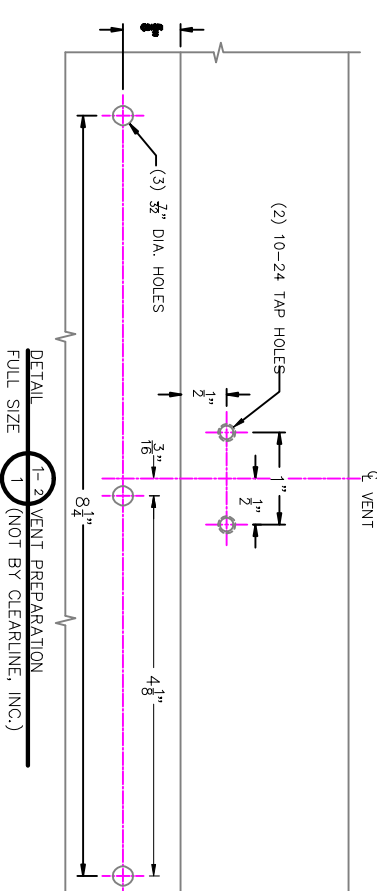 ℄ VENT
(2) 10-24 TAP HOLES
1"
1/2"
1/2"
(3) 7/32" DIA. HOLES
3/16"
4 1/8"
8 1/4"
DETAIL 1-2 VENT PREPARATION
FULL SIZE 1 (NOT BY CLEARLINE, INC.)